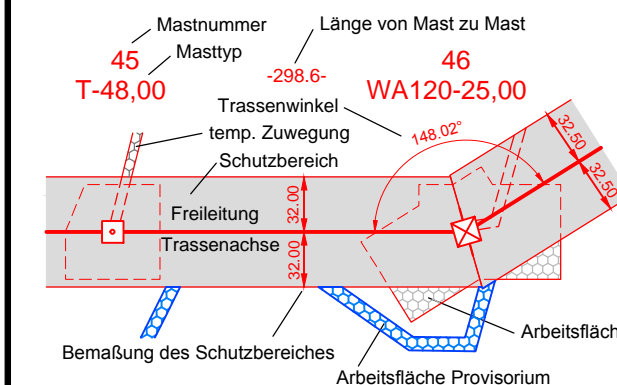 Mastnummer
Länge von Mast zu Mast
45
Masttyp
46
T-48,00
-298.6-
WA120-25,00
Trassenwinkel
148.02°
32.50
temp. Zuwegung
Schutzbereich
32.50
Freileitung
32.00
Trassenachse
32.00
Arbeitsfläch
Bemaßung des Schutzbereiches
Arbeitsfläche Provisorium